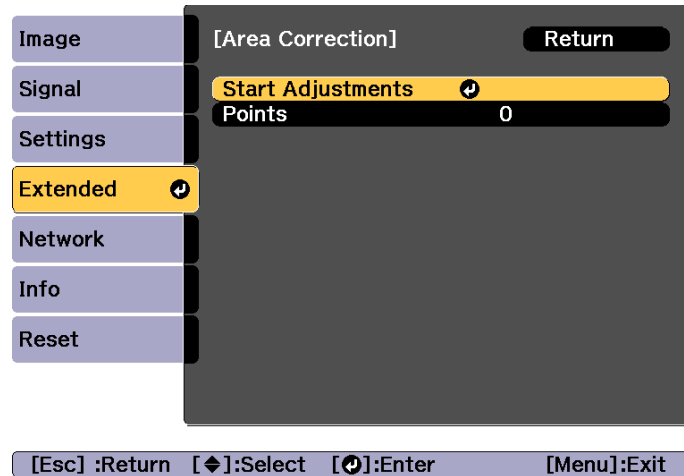 Image
Signal
Settings
Extended
Network
Info
Reset
[Area Correction] Return
Start Adjustments
Points 0
[Esc] :Return [◆]:Select [↵]:Enter [Menu]:Exit